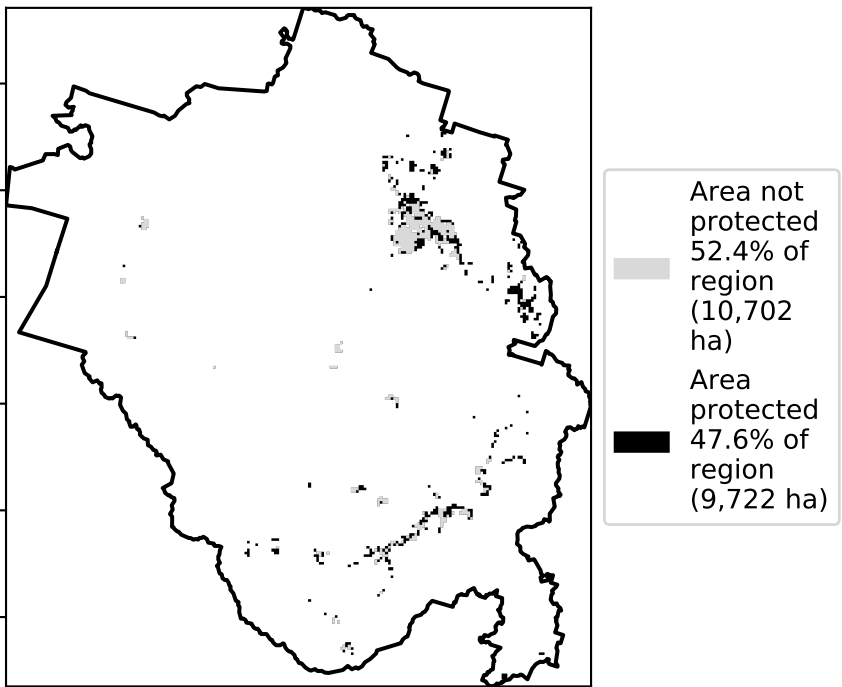 Area not
protected
52.4% of
region
(10,702
ha)
Area
protected
47.6% of
region
(9,722 ha)